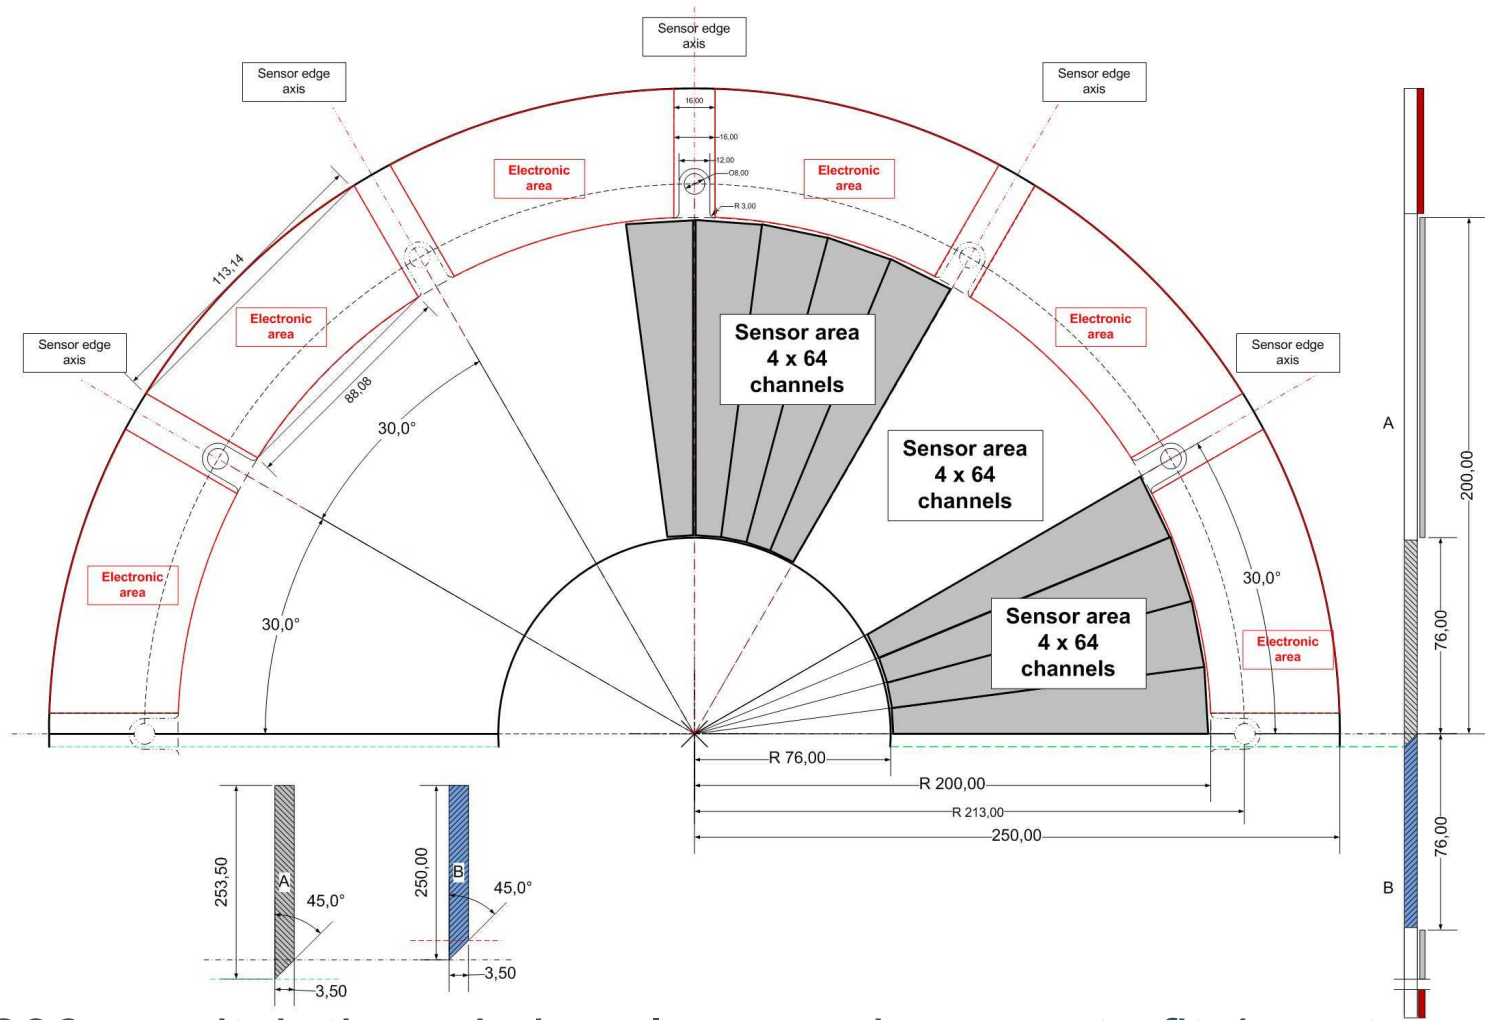 Sensor edge
axis
Sensor edge
axis
Sensor edge
axis
16,00
16,00
12,00
O8,00
R 3,00
Electronic
area
Electronic
area
113,14
Electronic
area
Electronic
area
Sensor edge
axis
Sensor edge
axis
Sensor area
4 x 64
channels
88,08
30,0°
A
Sensor area
4 x 64
channels
200,00
Electronic
area
30,0°
30,0°
Sensor area
4 x 64
channels
Electronic
area
76,00
R 76,00
R 200,00
R 213,00
250,00
76,00
B
253,50
A
45,0°
3,50
250,00
B
45,0°
3,50